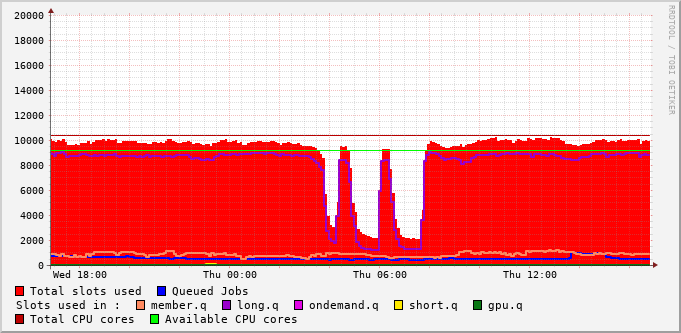 20000
18000
16000
14000
12000
10000
8000
6000
4000
2000
0
Wed 18:00 Thu 00:00 Thu 06:00 Thu 12:00
Total slots used Queued Jobs
Slots used in : member.q long.q ondemand.q short.q gpu.q
Total CPU cores Available CPU cores
RRDTOOL / TOBI OETIKER